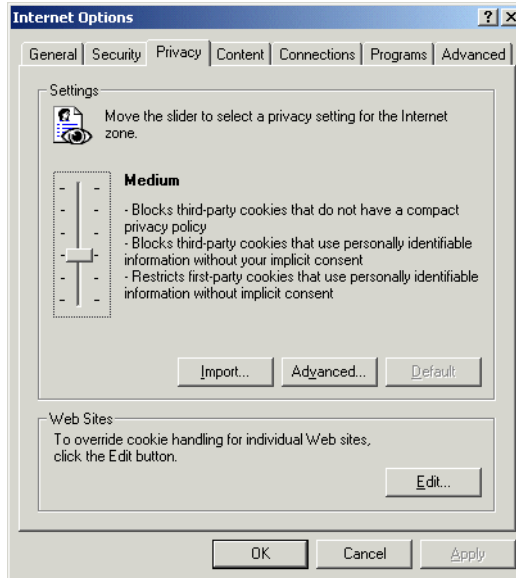 Internet Options
General Security Privacy Content Connections Programs Advanced
Settings
Move the slider to select a privacy setting for the Internet
zone.
Medium
- Blocks third-party cookies that do not have a compact
privacy policy
- Blocks third-party cookies that use personally identifiable
information without your implicit consent
- Restricts first-party cookies that use personally identifiable
information without implicit consent
Import... Advanced... Default
Web Sites
To override cookie handling for individual Web sites,
click the Edit button.
Edit...
OK Cancel Apply